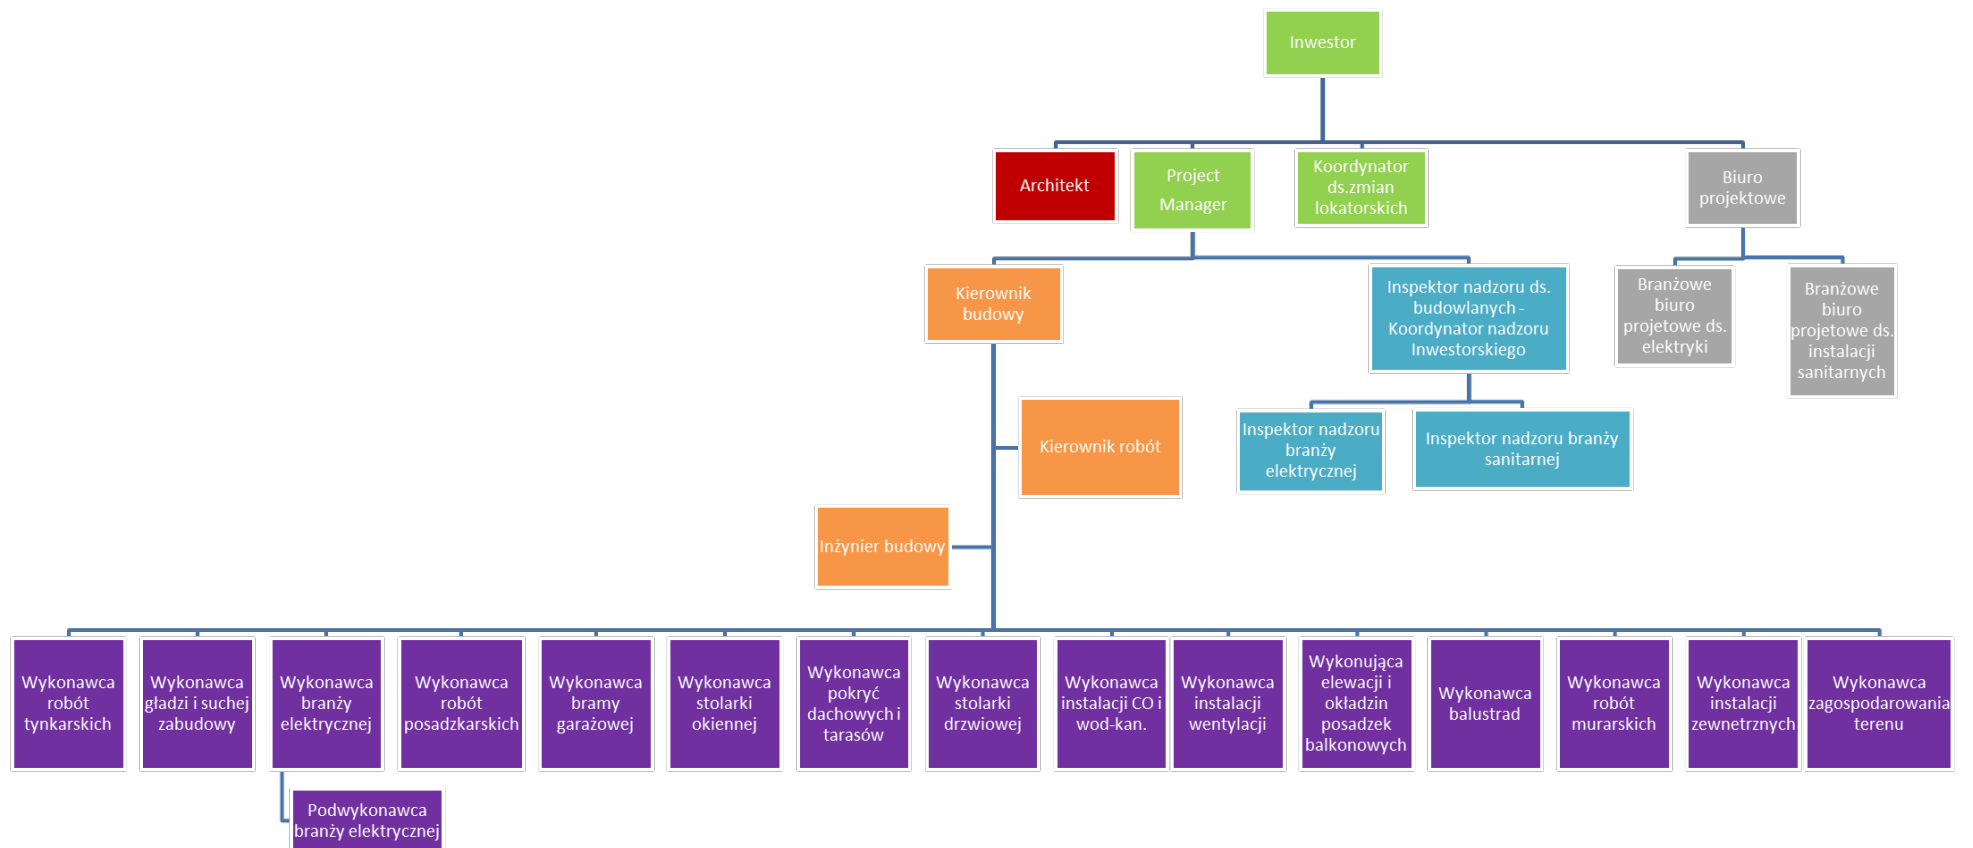 Inwestor
Architekt
Project
Manager
Koordynator
ds.zmian
lokatorskich
Biuro
projektowe
Kierownik
budowy
Inspektor nadzoru ds.
budowlanych -
Koordynator nadzoru
Inwestorskiego
Branżowe
biuro
projetowe ds.
elektryki
Branżowe
biuro
projetowe ds.
instalacji
sanitarnych
Kierownik robót
Inspektor nadzoru
branży
elektrycznej
Inspektor nadzoru branży
sanitarnej
Inżynier budowy
Wykonawca
robót
tynkarskich
Wykonawca
gładzi i suchej
zabudowy
Wykonawca
branży
elektrycznej
Wykonawca
robót
posadzkarskich
Wykonawca
bramy
garażowej
Wykonawca
stolarki
okiennej
Wykonawca
pokryć
dachowych i
tarasów
Wykonawca
stolarki
drzwiowej
Wykonawca
instalacji CO i
wod-kan.
Wykonawca
instalacji
wentylacji
Wykonująca
elewacji i
okładzin
posadzek
balkonowych
Wykonawca
balustrad
Wykonawca
robót
murarskich
Wykonawca
instalacji
zewnetrznych
Wykonawca
zagospodarowania
terenu
Podwykonawca
branży elektrycznej